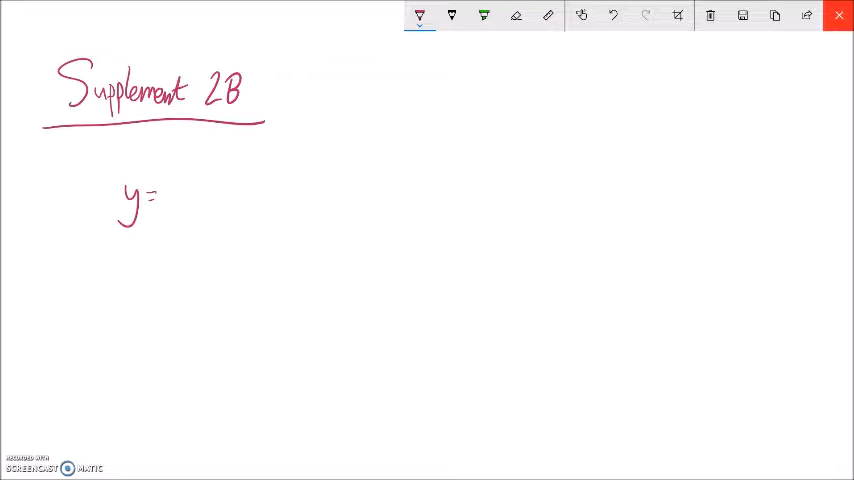 Supplement 2B
y=
RECORDED WITH
SCREENCAST MATIC